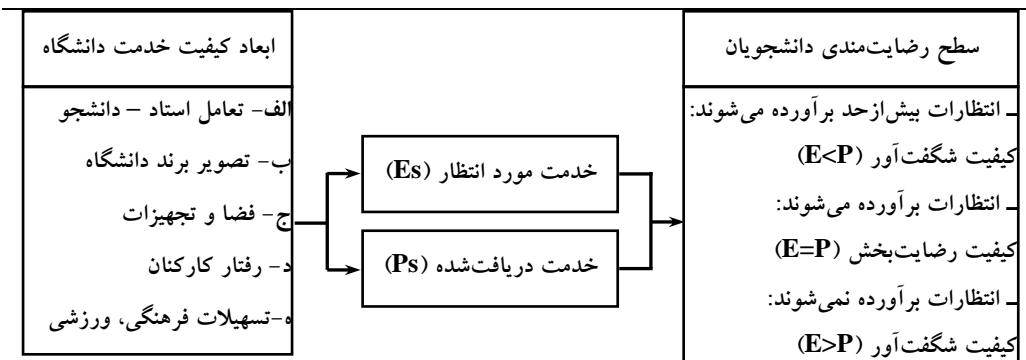 ابعاد کیفیت خدمت دانشگاه
الف- تعامل استاد – دانشجو
ب- تصویر برند دانشگاه
ج- فضا و تجهیزات
د- رفتار کارکنان
ه-تسهیلات فرهنگی، ورزشی
خدمت مورد انتظار (Es)
خدمت دریافت‌شده (Ps)
سطح رضایت‌مندی دانشجویان
ـ انتظارات بیش‌ازحد برآورده می‌شوند:
کیفیت شگفت‌آور (E<P)
ـ انتظارات برآورده می‌شوند:
کیفیت رضایت‌بخش (E=P)
ـ انتظارات برآورده نمی‌شوند:
کیفیت شگفت‌آور (E>P)